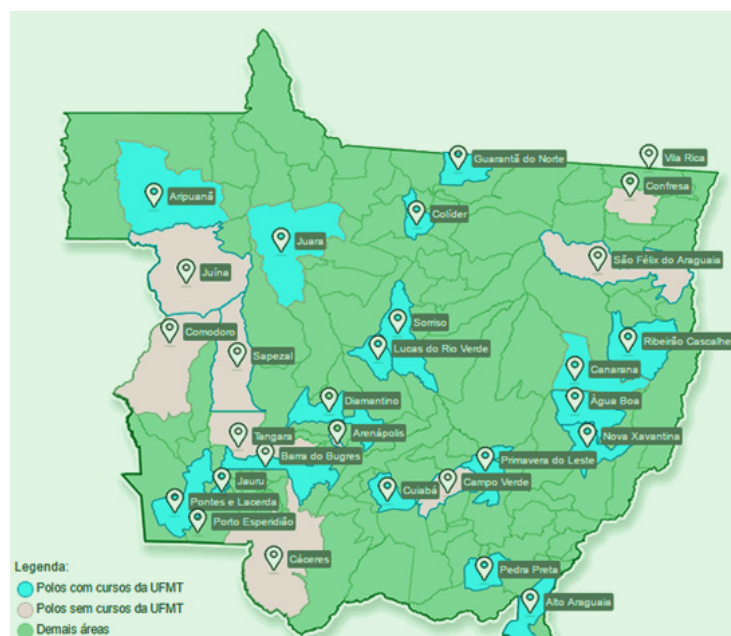 Guarantã do Norte
Vila Rica
Confresa
Aripuanã
Colíder
Juara
São Félix do Araguaia
Juína
Sorriso
Comodoro
Ribeirão Cascalhe
Sapezal
Lucas do Rio Verde
Canarana
Diamantino
Água Boa
Tangara
Arenápolis
Nova Xavantina
Barra do Bugres
Primavera do Leste
Jauru
Campo Verde
Cuiabá
Pontes e Lacerda
Porto Esperidião
Cáceres
Pedra Preta
Alto Araguaia
Legenda:
Polos com cursos da UFMT
Polos sem cursos da UFMT
Demais áreas